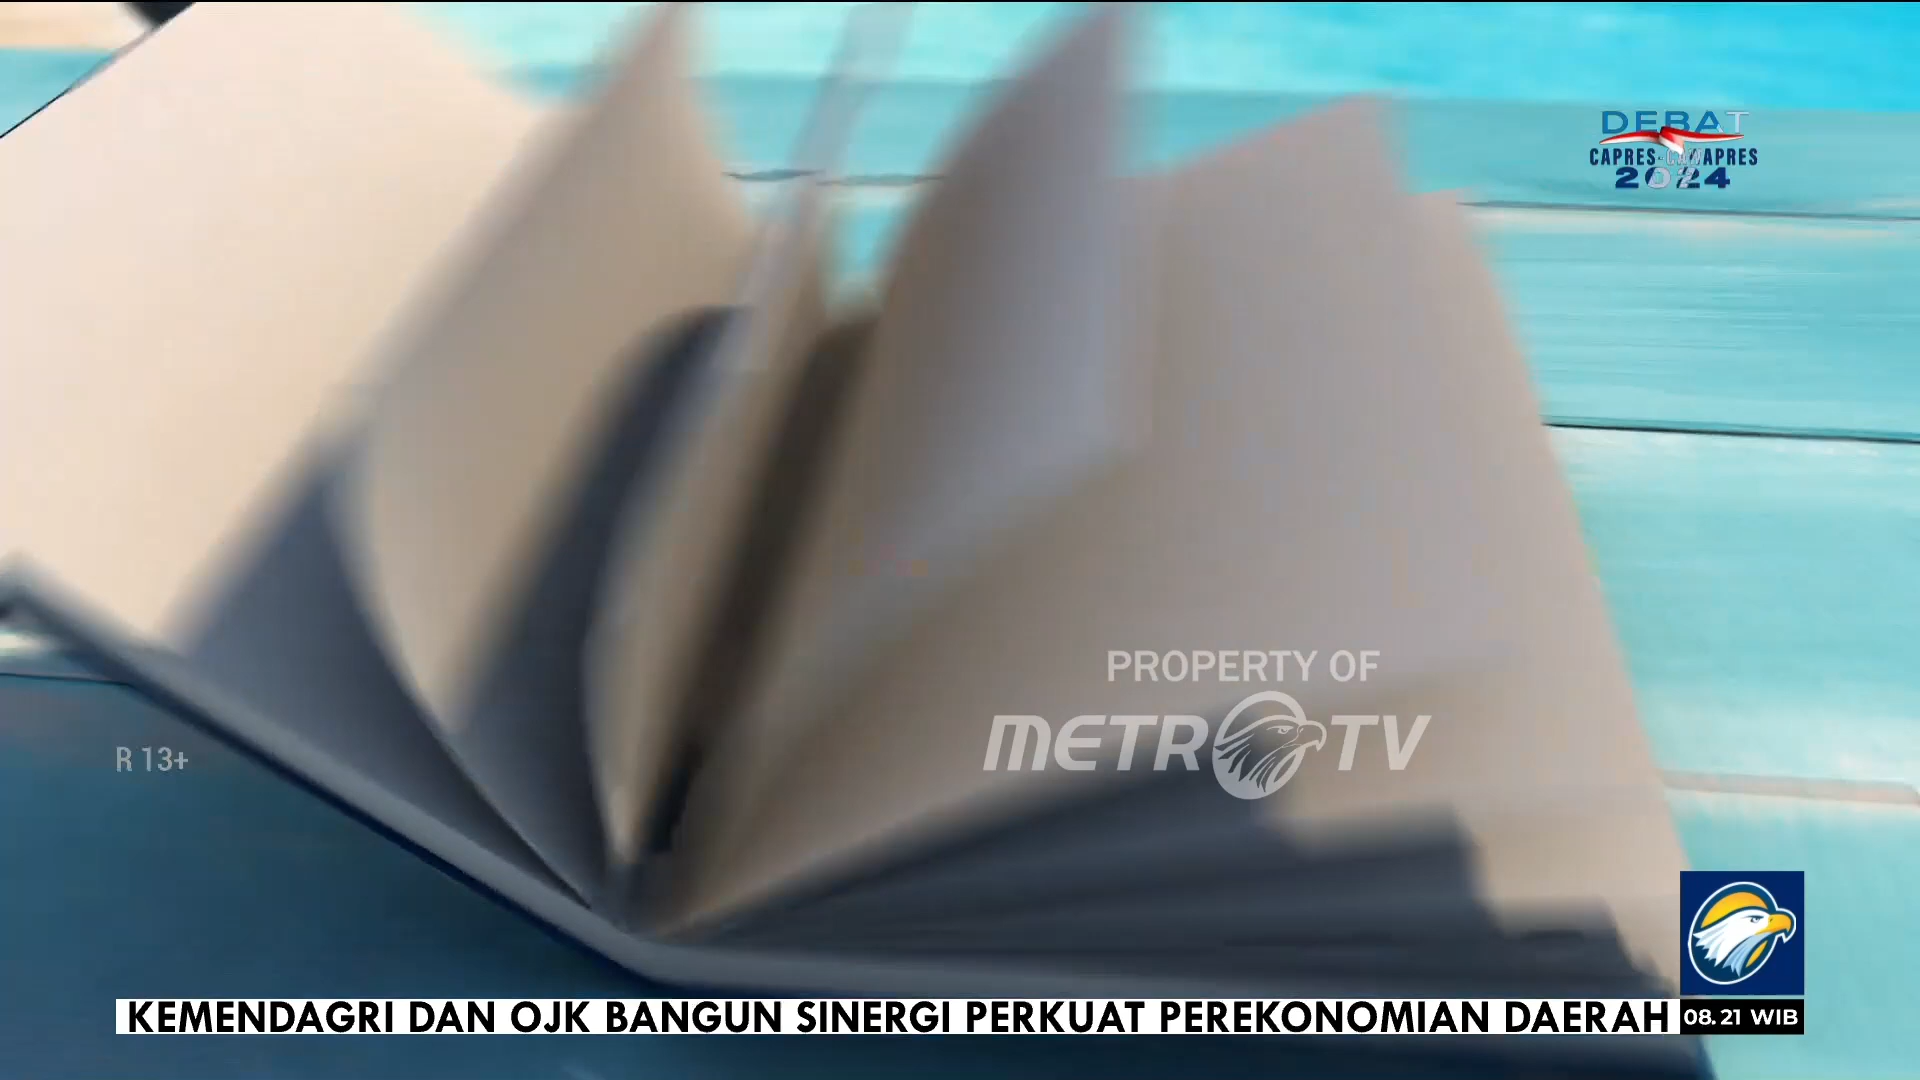 DEBAT
CAPRES-CAWAPRES
2024
PROPERTY OF
METRO TV
R 13+
KEMENDAGRI DAN OJK BANGUN SINERGI PERKUAT PEREKONOMIAN DAERAH
08.21 WIB